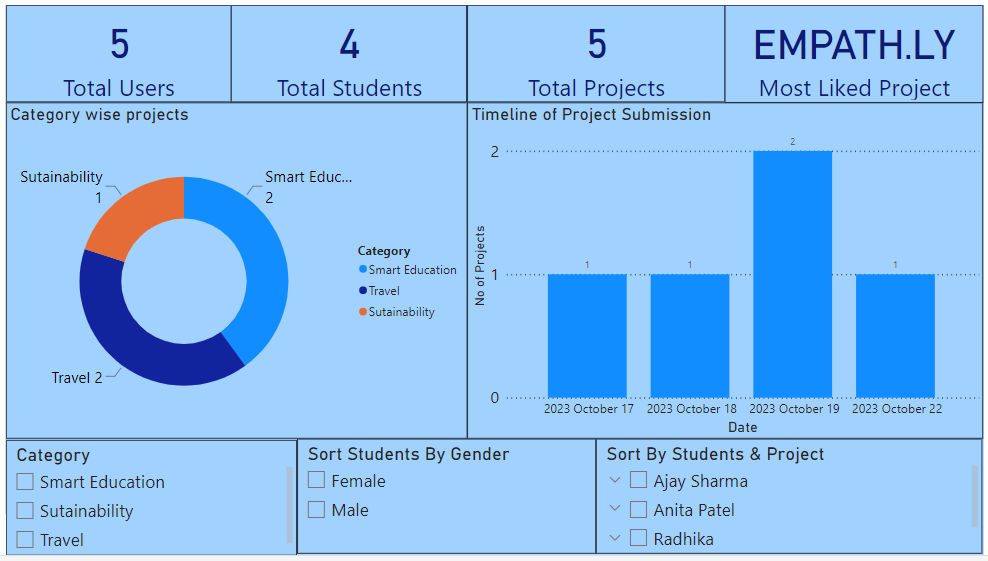 5
Total Users
4
Total Students
5
Total Projects
EMPATH.LY
Most Liked Project
Category wise projects
Sutainability
1
Smart Educ...
2
Travel 2
Category
Smart Education
Travel
Sutainability
Timeline of Project Submission
No of Projects
2
1
0
1
1
2
1
2023 October 17
2023 October 18
2023 October 19
2023 October 22
Date
Category
Smart Education
Sutainability
Travel
Sort Students By Gender
Female
Male
Sort By Students & Project
Ajay Sharma
Anita Patel
Radhika